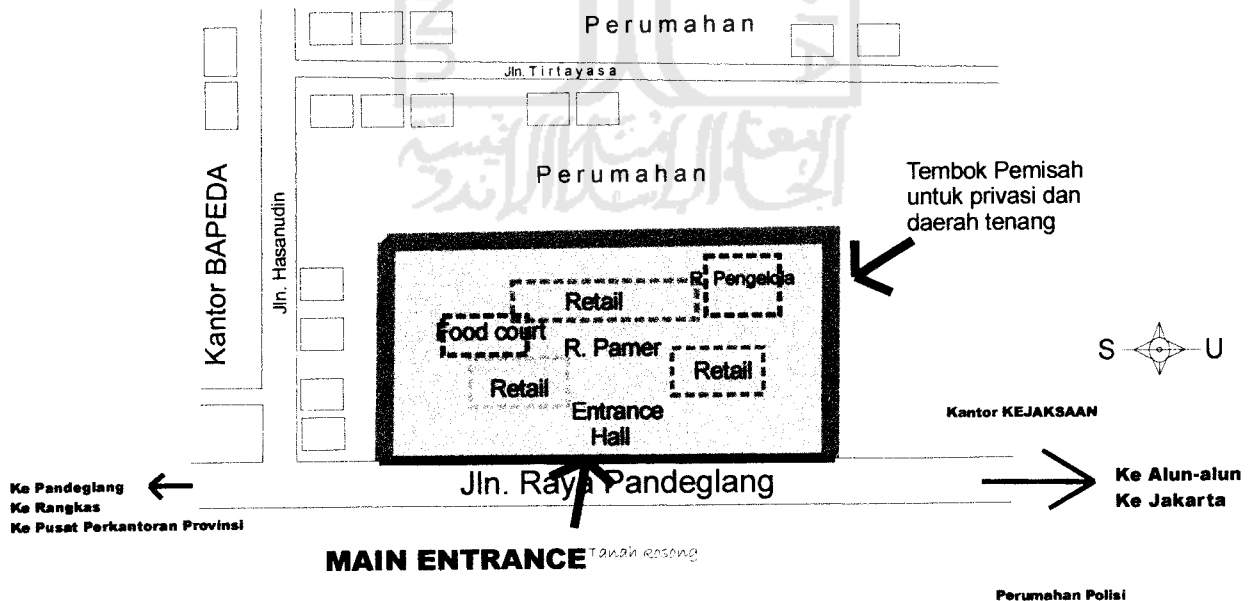 Perumahan
Jln. Tirtayasa
Kantor BAPEDA
Jln. Hasanudin
Perumahan
Tembok Pemisah
untuk privasi dan
daerah tenang
R. Pengelola
Retail
Food court
R. Pamer
Retail
Retail
Entrance
Hall
S
U
Kantor KEJAKSAAN
Jln. Raya Pandeglang
Ke Pandeglang
Ke Rangkas
Ke Pusat Perkantoran Provinsi
Ke Alun-alun
Ke Jakarta
MAIN ENTRANCE
Tanah Kosong
Perumahan Polisi